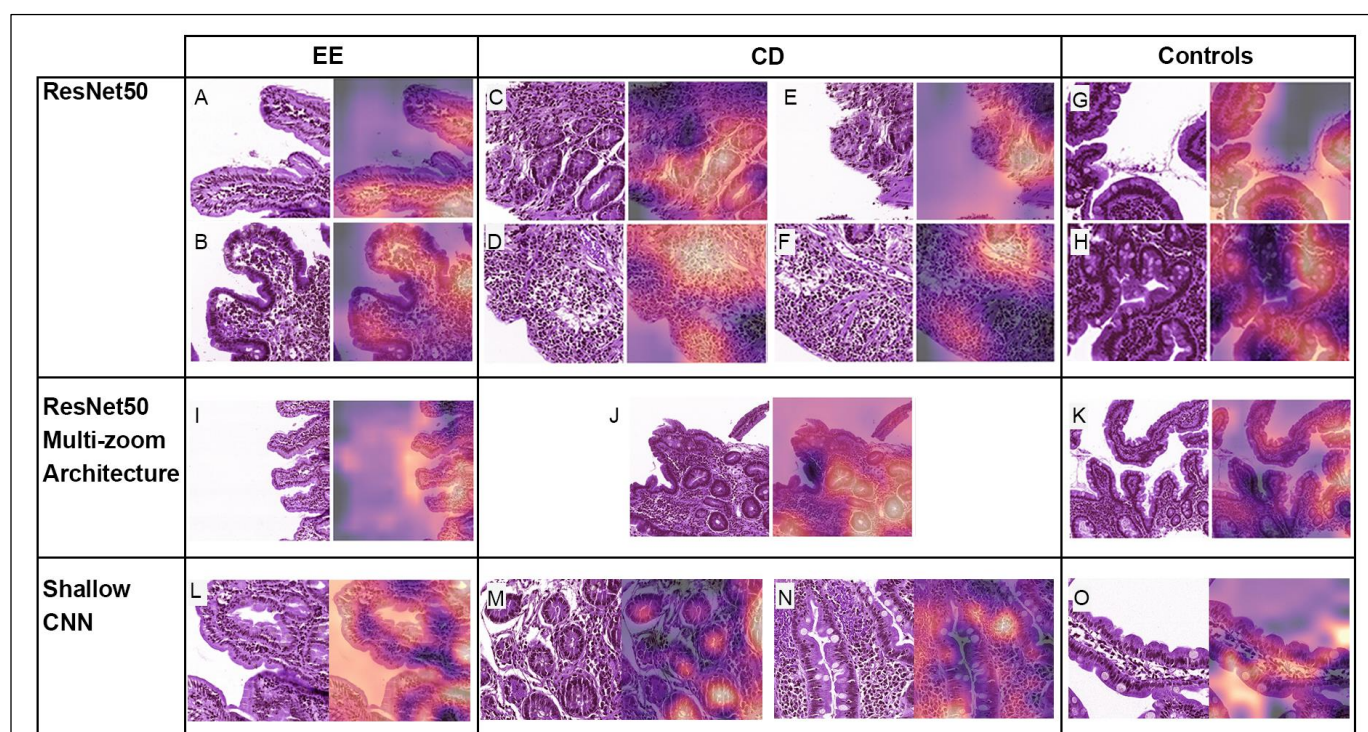 EE CD Controls
ResNet50
A C E G
B D F H
ResNet50
Multi-zoom
Architecture
I J K
Shallow
CNN
L M N O